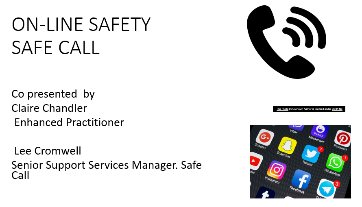 ON-LINE SAFETY
SAFE CALL
Co presented by
Claire Chandler
Enhanced Practitioner
Lee Cromwell
Senior Support Services Manager. Safe
Call